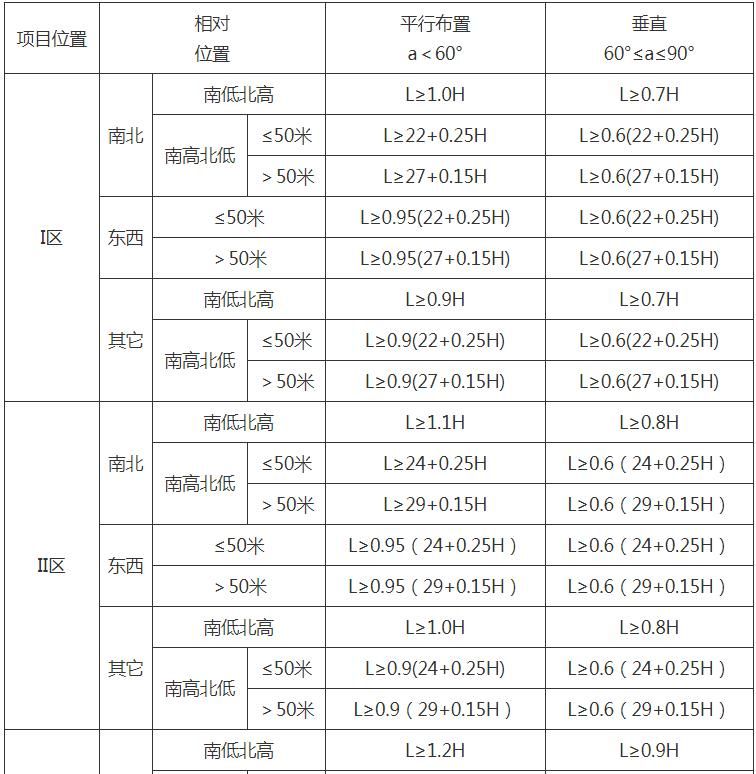 项目位置 相对 位置 平行布置 a＜60° 垂直 60°≤a≤90°
I区 南北 南低北高 L≥1.0H L≥0.7H
南高北低 ≤50米 L≥22+0.25H L≥0.6(22+0.25H)
＞50米 L≥27+0.15H L≥0.6(27+0.15H)
东西 ≤50米 L≥0.95(22+0.25H) L≥0.6(22+0.25H)
＞50米 L≥0.95(27+0.15H) L≥0.6(27+0.15H)
其它 南低北高 L≥0.9H L≥0.7H
南高北低 ≤50米 L≥0.9(22+0.25H) L≥0.6(22+0.25H)
＞50米 L≥0.9(27+0.15H) L≥0.6(27+0.15H)
II区 南北 南低北高 L≥1.1H L≥0.8H
南高北低 ≤50米 L≥24+0.25H L≥0.6（24+0.25H）
＞50米 L≥29+0.15H L≥0.6（29+0.15H）
东西 ≤50米 L≥0.95（24+0.25H） L≥0.6（24+0.25H）
＞50米 L≥0.95（29+0.15H） L≥0.6（29+0.15H）
其它 南低北高 L≥1.0H L≥0.8H
南高北低 ≤50米 L≥0.9(24+0.25H) L≥0.6（24+0.25H）
＞50米 L≥0.9（29+0.15H） L≥0.6（29+0.15H）
南低北高 L≥1.2H L≥0.9H